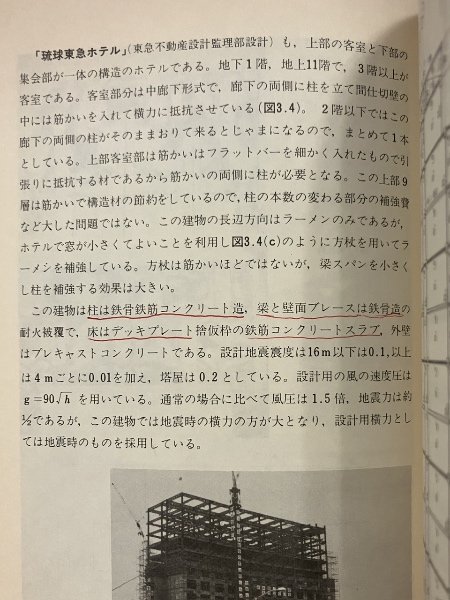 「琉球東急ホテル」(東急不動産設計監理部設計)も，上部の客室と下部の
集会部が一体の構造のホテルである。地下1階，地上11階で，3階以上が
客室である。客室部分は中廊下形式で，廊下の両側に柱を立て間仕切壁の
中には筋かいを入れて横力に抵抗させている(図3.4)。 2階以下ではこの
廊下の両側の柱がそのままおりて来るとじゃまになるので，まとめて1本
としている。上部客室部は筋かいはフラットバーを細かく入れたもので引
張りに抵抗する材であるから筋かいの両側に柱が必要となる。この上部9
層は筋かいで構造材の節約をしているので，柱の本数の変わる部分の補強費
など大した問題ではない。この建物の長辺方向はラーメンのみであるが，
ホテルで窓が小さくてよいことを利用し図3.4(c)のように方杖を用いてラ
ーメンを補強している。方杖は筋かいほどではないが，梁スパンを小さく
し柱を補強する効果は大きい。
この建物は柱は鉄骨鉄筋コンクリート造，梁と壁面ブレースは鉄骨造の
耐火被覆で，床はデッキプレート捨仮枠の鉄筋コンクリートスラブ，外壁
はプレキャストコンクリートである。設計地震震度は16m以下は0.1,以上
は4mごとに0.01を加え，塔屋は0.2としている。設計用の風の速度圧は
g=90√h を用いている。通常の場合に比べて風圧は1.5倍，地震力は約
½であるが，この建物では地震時の横力の方が大となり，設計用横力とし
ては地震時のものを採用している。